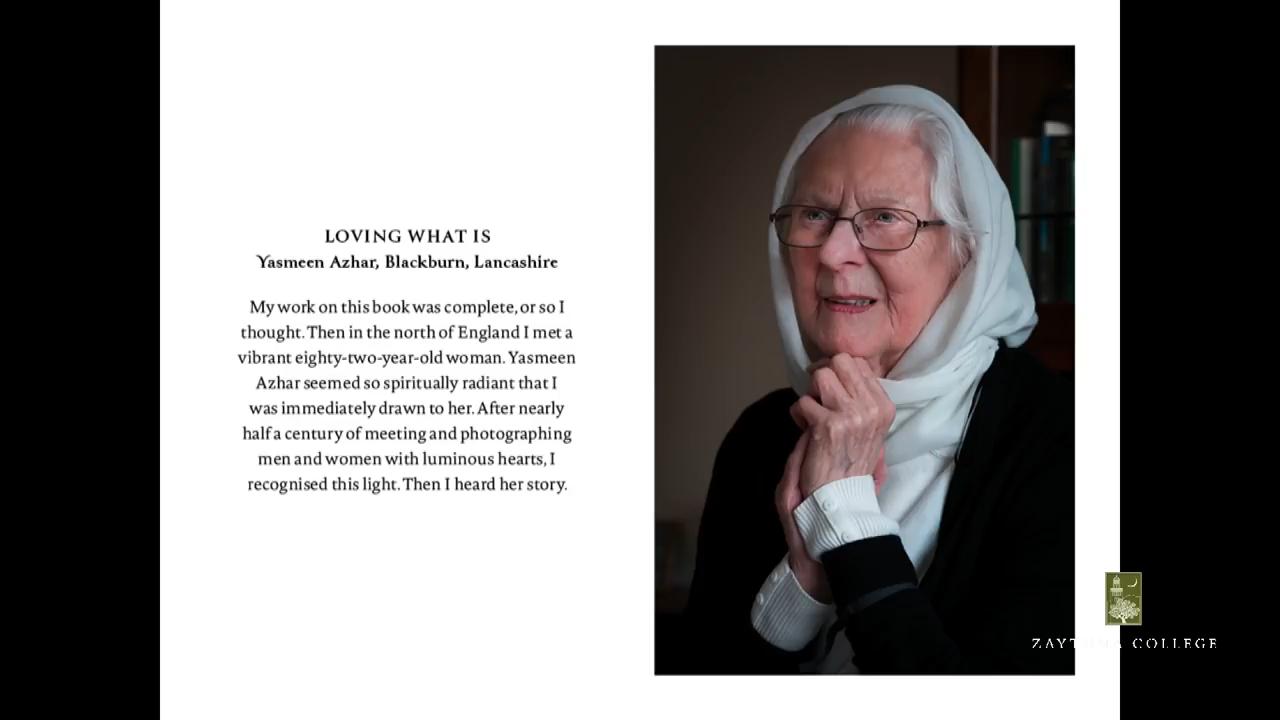 LOVING WHAT IS
Yasmeen Azhar, Blackburn, Lancashire
My work on this book was complete, or so I
thought. Then in the north of England I met a
vibrant eighty-two-year-old woman. Yasmeen
Azhar seemed so spiritually radiant that I
was immediately drawn to her. After nearly
half a century of meeting and photographing
men and women with luminous hearts, I
recognised this light. Then I heard her story.
ZAYTUNA COLLEGE